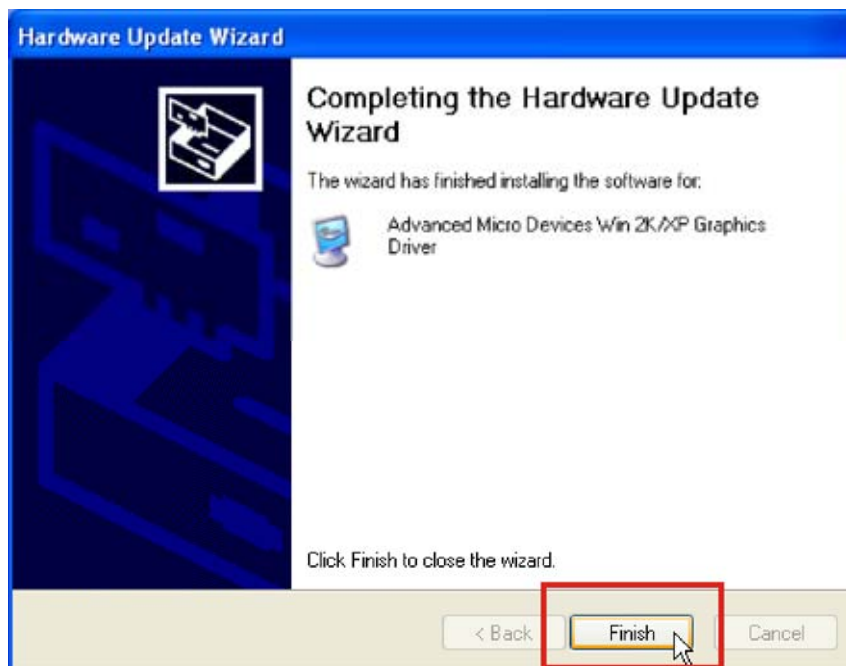 Hardware Update Wizard
Completing the Hardware Update
Wizard
The wizard has finished installing the software for:
Advanced Micro Devices Win 2K/XP Graphics
Driver
Click Finish to close the wizard.
< Back
Finish
Cancel